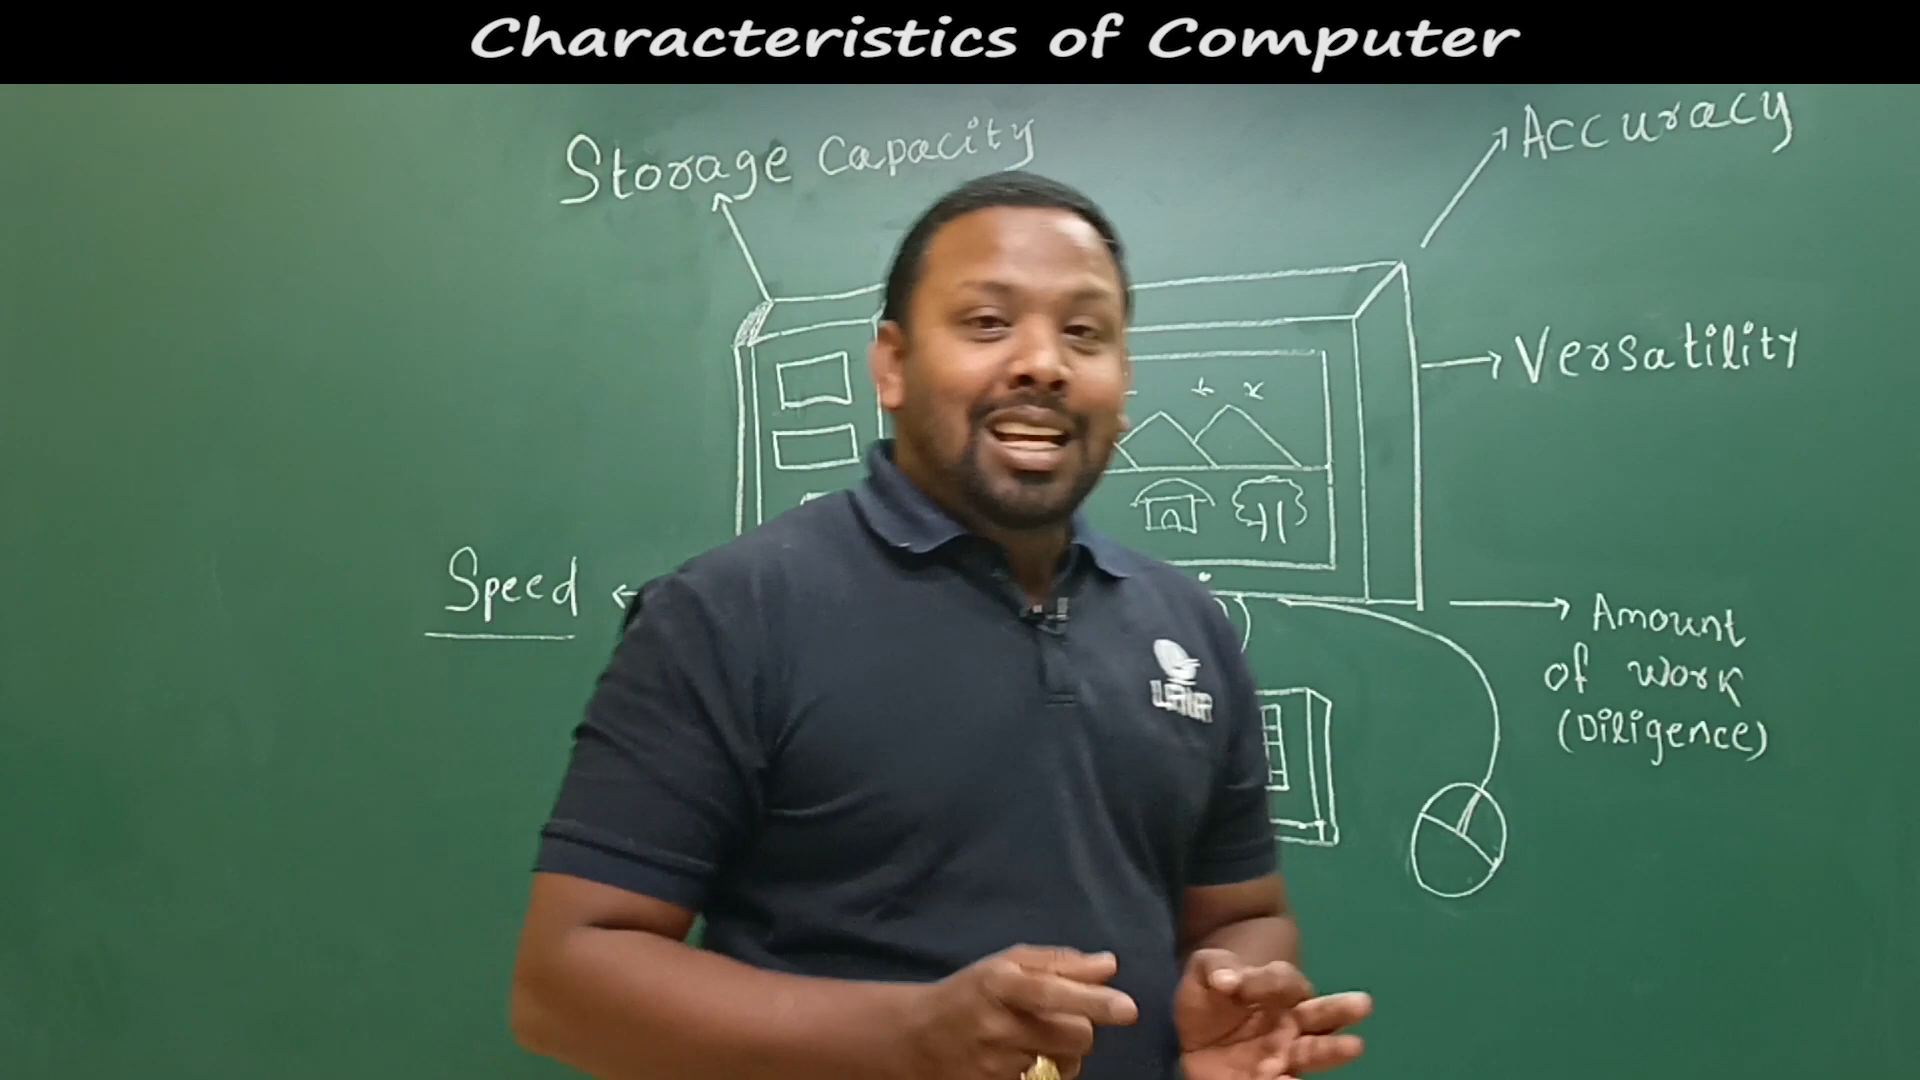 Characteristics of Computer
Storage Capacity
Accuracy
Versatility
Speed
Amount
of work
(Diligence)